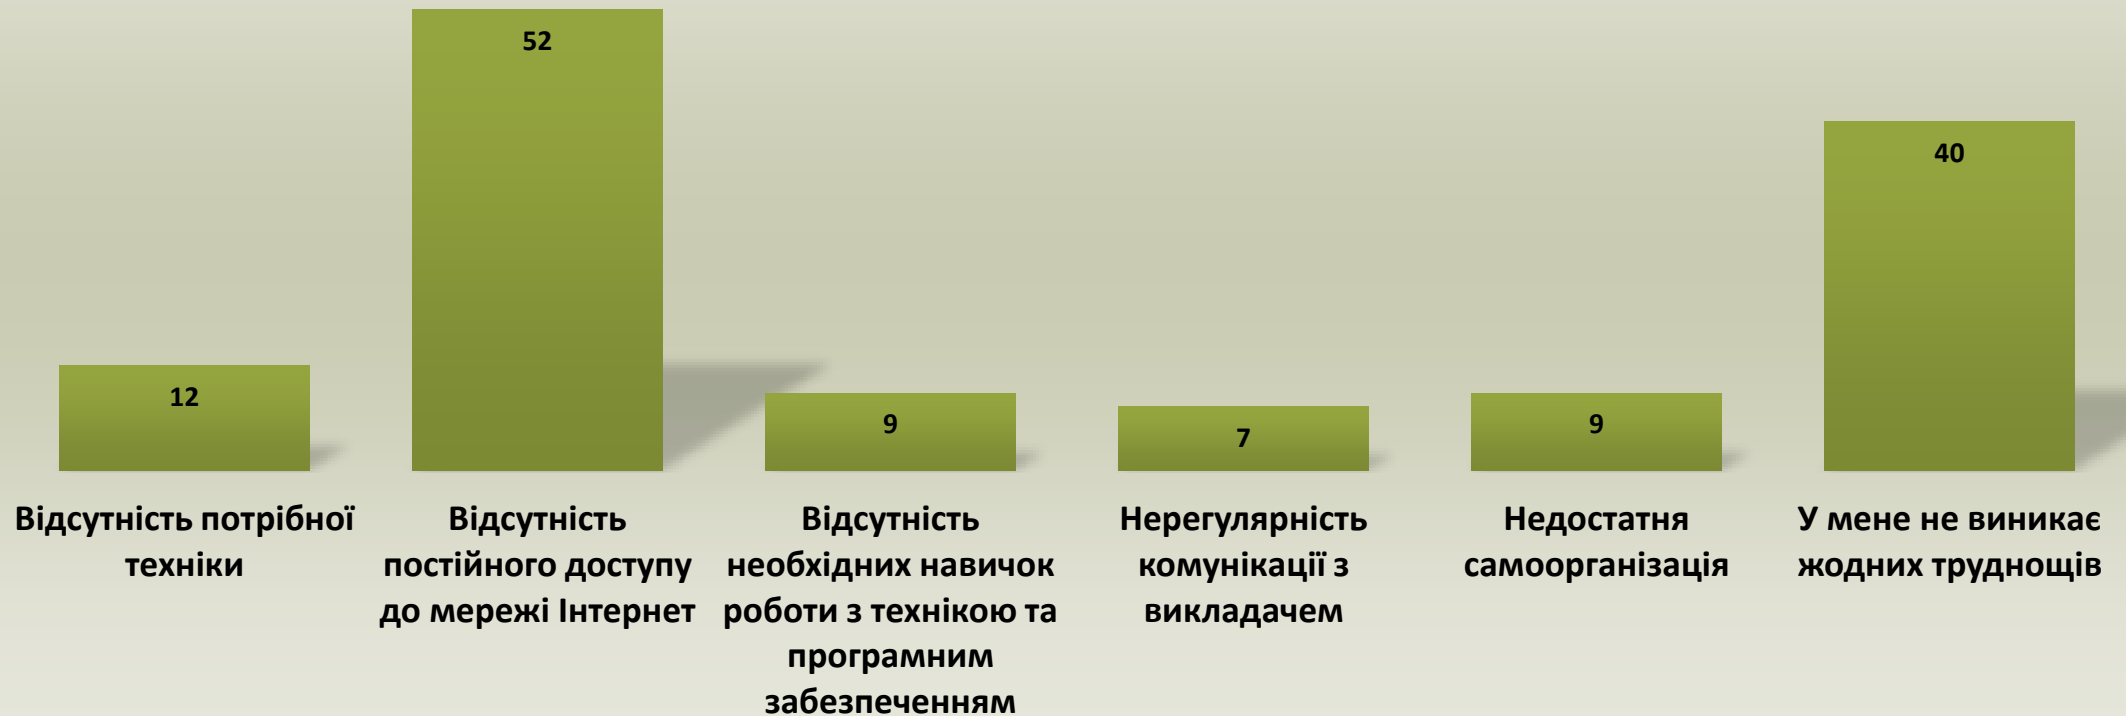 52
40
12
9
7
9
Відсутність потрібної
техніки
Відсутність
постійного доступу
до мережі Інтернет
Відсутність
необхідних навичок
роботи з технікою та
програмним
забезпеченням
Нерегулярність
комунікації з
викладачем
Недостатня
самоорганізація
У мене не виникає
жодних труднощів